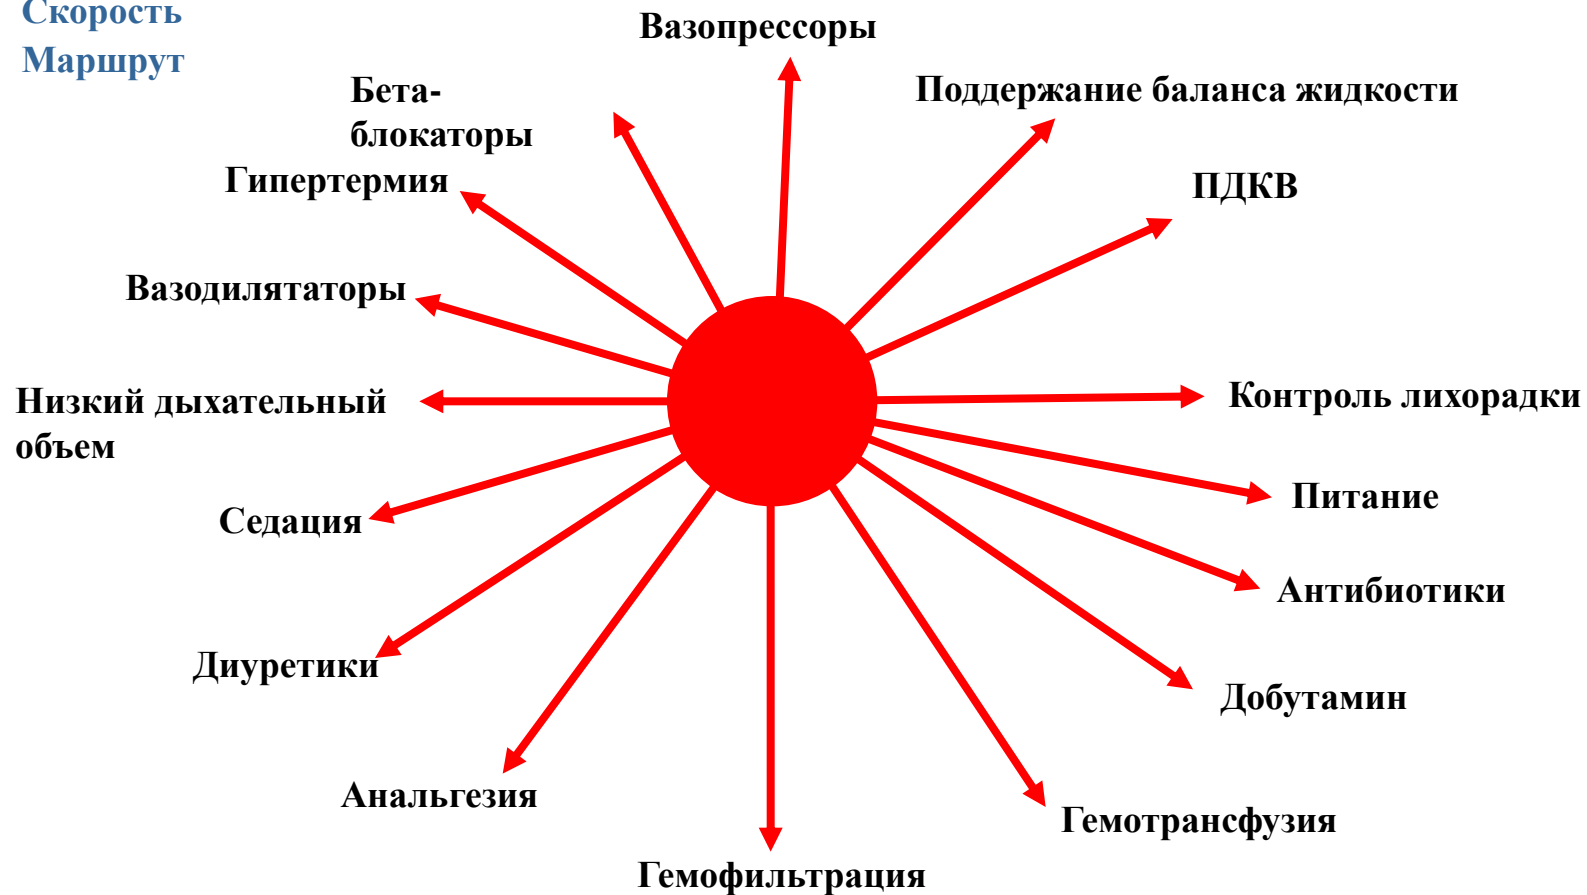 Скорость
Маршрут
Вазопрессоры
Бета-
блокаторы
Поддержание баланса жидкости
Гипертермия
ПДКВ
Вазодилятаторы
Низкий дыхательный
объем
Контроль лихорадки
Седация
Питание
Антибиотики
Диуретики
Добутамин
Анальгезия
Гемотрансфузия
Гемофильтрация